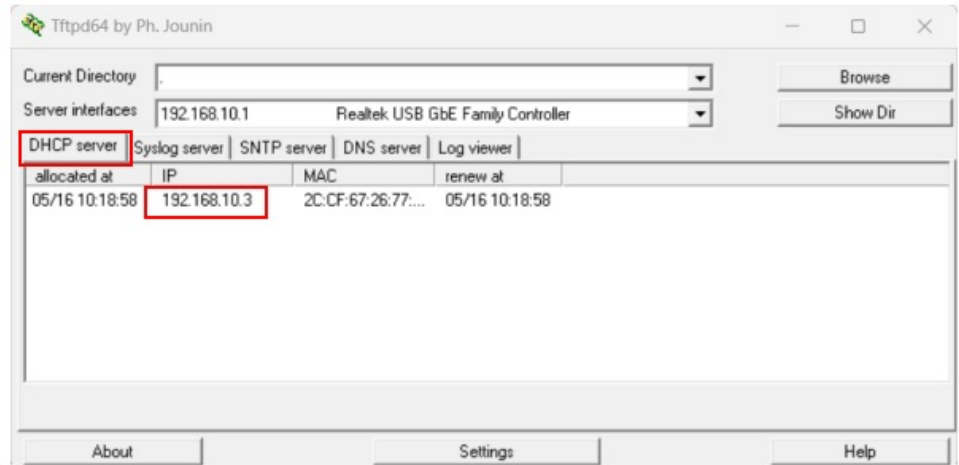 Tftpd64 by Ph. Jounin
Current Directory . Browse
Server interfaces 192.168.10.1 Realtek USB GbE Family Controller Show Dir
DHCP server Syslog server SNTP server DNS server Log viewer
allocated at IP MAC renew at
05/16 10:18:58 192.168.10.3 2C:CF:67:26:77:... 05/16 10:18:58
About Settings Help